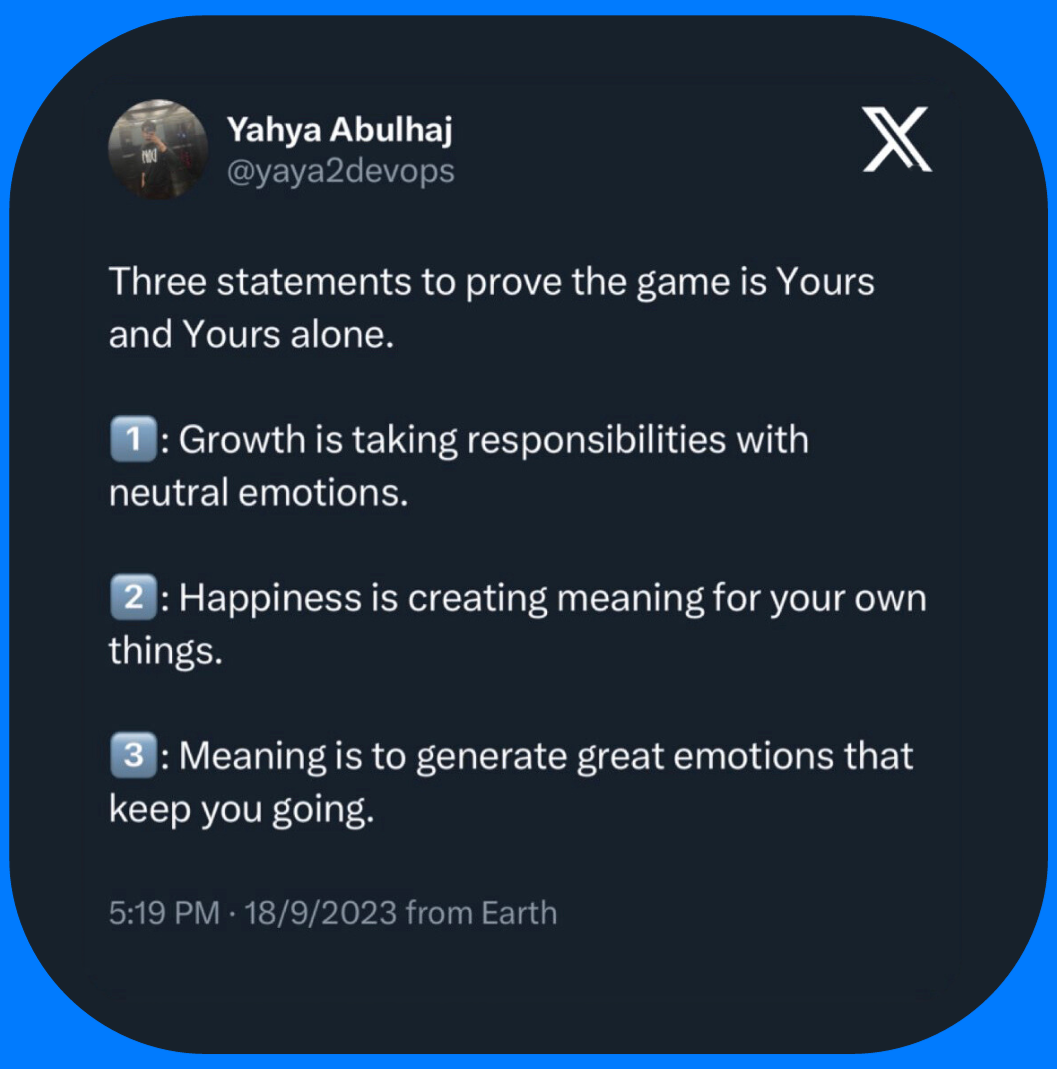 Yahya Abulhaj
@yaya2devops
Three statements to prove the game is Yours
and Yours alone.
1️⃣: Growth is taking responsibilities with
neutral emotions.
2️⃣: Happiness is creating meaning for your own
things.
3️⃣: Meaning is to generate great emotions that
keep you going.
5:19 PM · 18/9/2023 from Earth